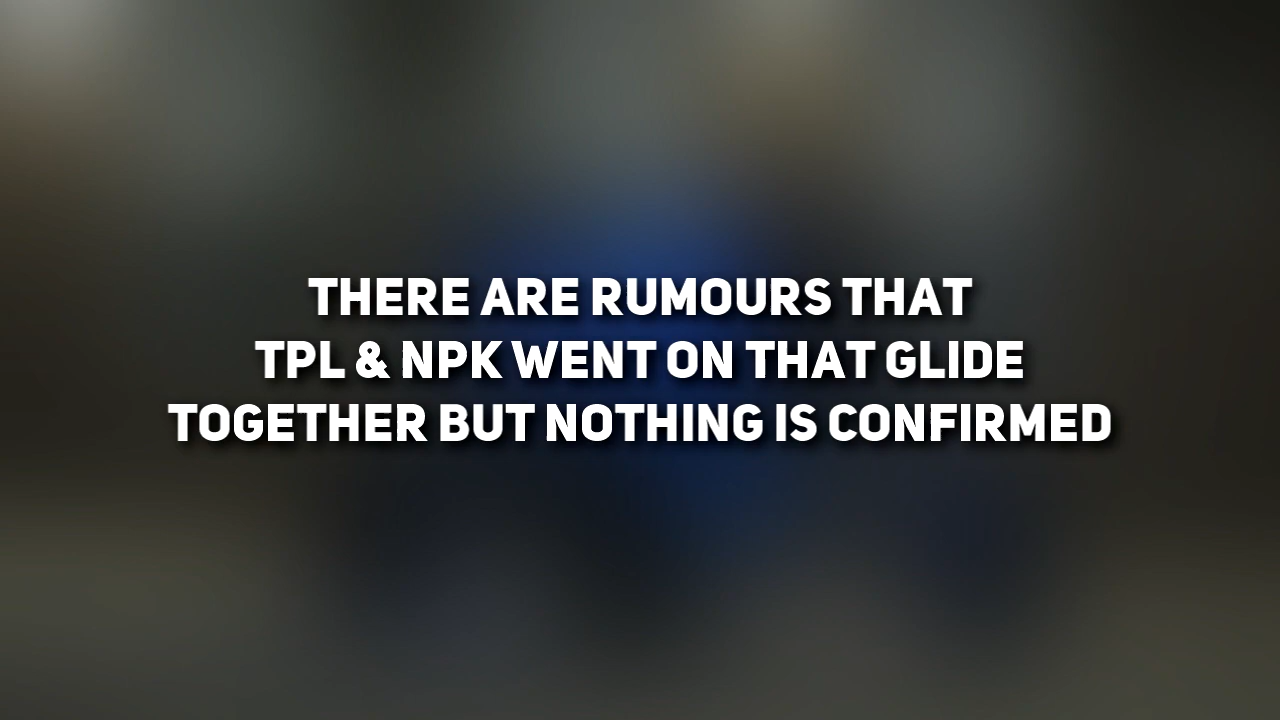 THERE ARE RUMOURS THAT
TPL & NPK WENT ON THAT GLIDE
TOGETHER BUT NOTHING IS CONFIRMED